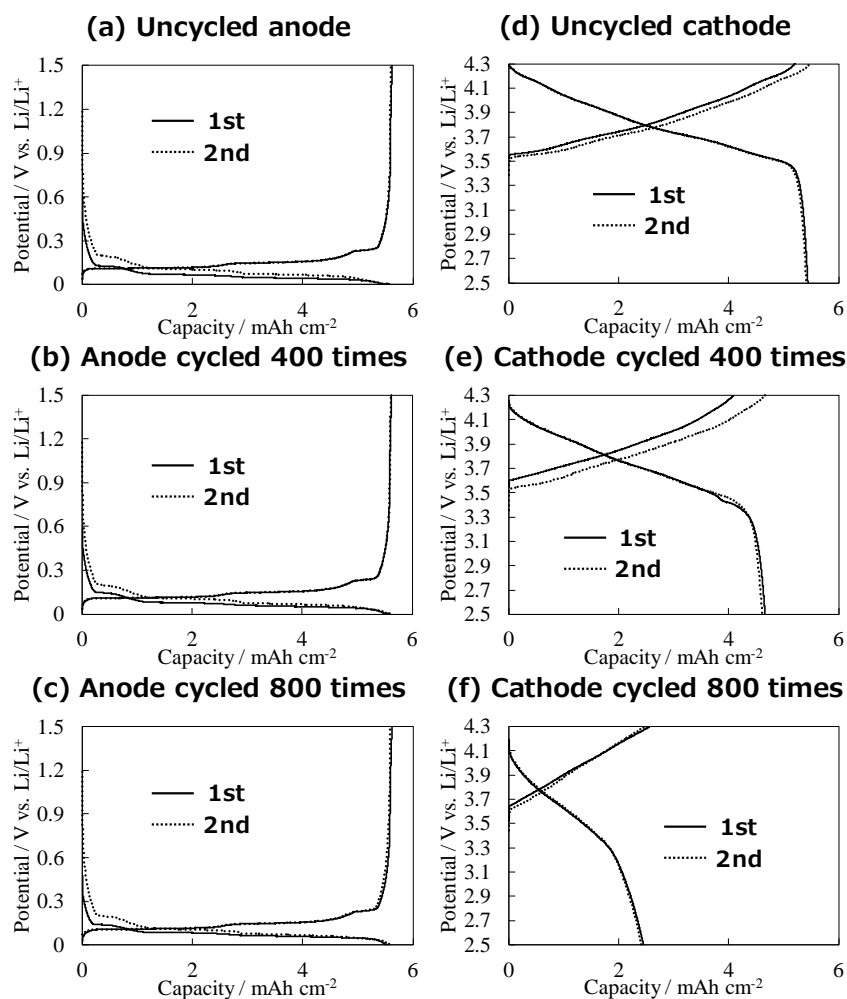 (a) Uncycled anode
Potential / V vs. Li/Li⁺
1.5
1.2
0.9
0.6
0.3
0
1st
2nd
0 2 4 6
Capacity / mAh cm⁻²
(d) Uncycled cathode
Potential / V vs. Li/Li⁺
4.3
4.1
3.9
3.7
3.5
3.3
3.1
2.9
2.7
2.5
1st
2nd
0 2 4 6
Capacity / mAh cm⁻²
(b) Anode cycled 400 times
Potential / V vs. Li/Li⁺
1.5
1.2
0.9
0.6
0.3
0
1st
2nd
0 2 4 6
Capacity / mAh cm⁻²
(e) Cathode cycled 400 times
Potential / V vs. Li/Li⁺
4.3
4.1
3.9
3.7
3.5
3.3
3.1
2.9
2.7
2.5
1st
2nd
0 2 4 6
Capacity / mAh cm⁻²
(c) Anode cycled 800 times
Potential / V vs. Li/Li⁺
1.5
1.2
0.9
0.6
0.3
0
1st
2nd
0 2 4 6
Capacity / mAh cm⁻²
(f) Cathode cycled 800 times
Potential / V vs. Li/Li⁺
4.3
4.1
3.9
3.7
3.5
3.3
3.1
2.9
2.7
2.5
1st
2nd
0 2 4 6
Capacity / mAh cm⁻²